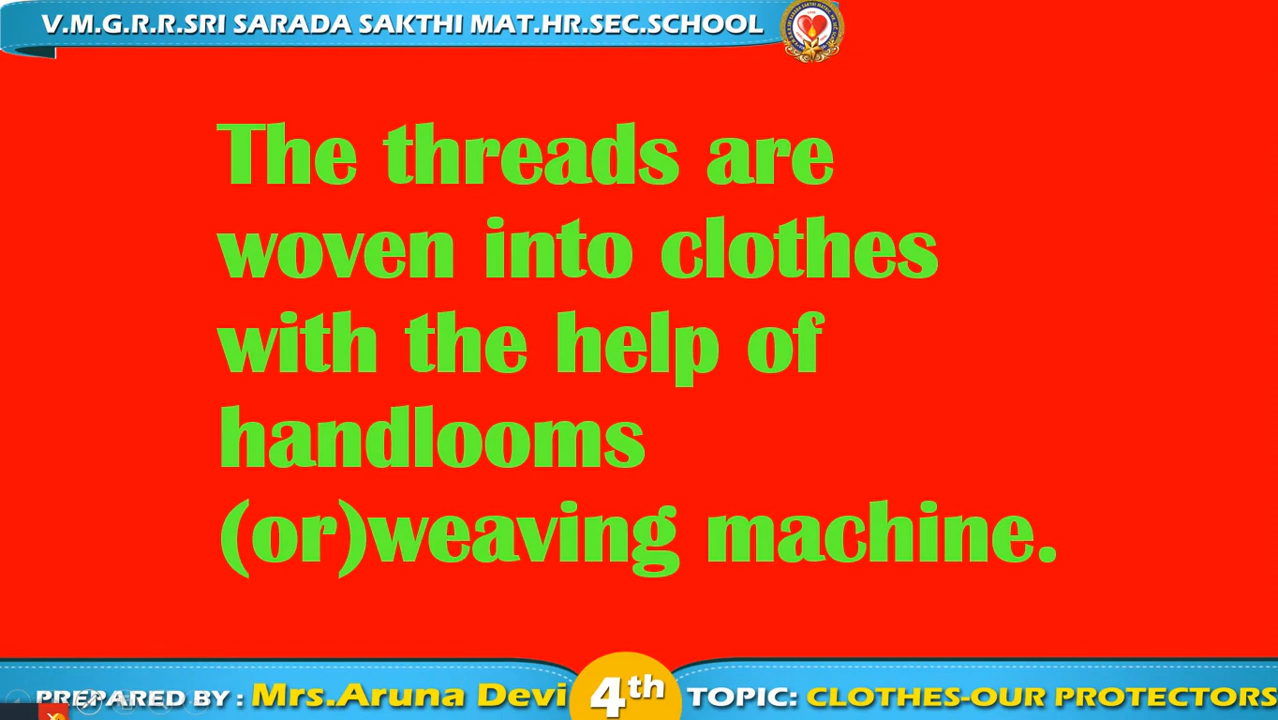 V.M.G.R.R.SRI SARADA SAKTHI MAT.HR.SEC.SCHOOL
The threads are
woven into clothes
with the help of
handlooms
(or)weaving machine.
PREPARED BY : Mrs.Aruna Devi 4th TOPIC: CLOTHES-OUR PROTECTORS